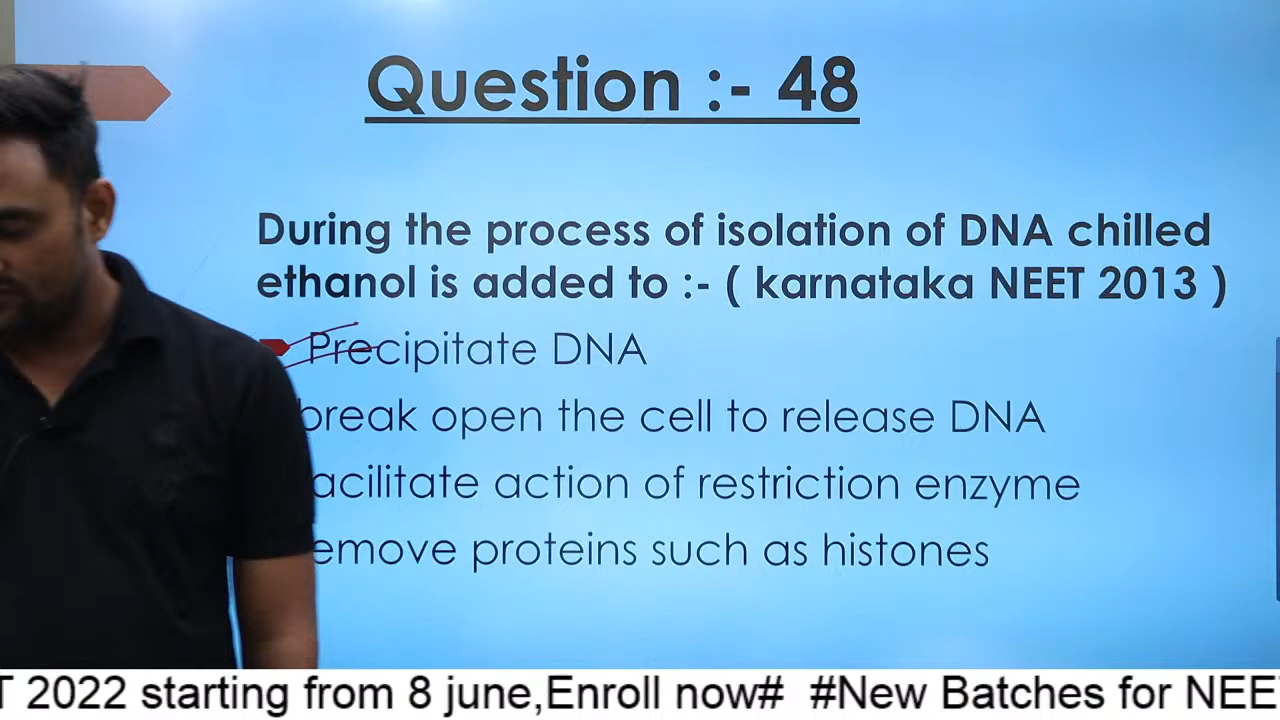 Question :- 48
During the process of isolation of DNA chilled
ethanol is added to :- ( karnataka NEET 2013 )
Precipitate DNA
break open the cell to release DNA
acilitate action of restriction enzyme
emove proteins such as histones
T 2022 starting from 8 june,Enroll now# #New Batches for NEE